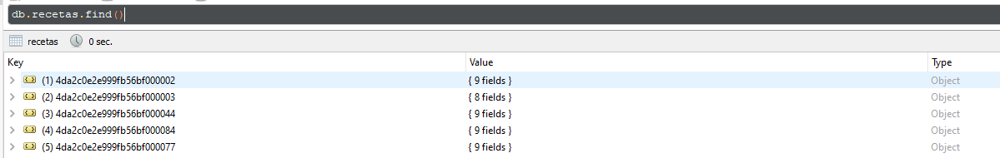 db.recetas.find()
recetas 0 sec.
Key Value Type
(1) 4da2c0e2e999fb56bf000002 { 9 fields } Object
(2) 4da2c0e2e999fb56bf000003 { 8 fields } Object
(3) 4da2c0e2e999fb56bf000044 { 9 fields } Object
(4) 4da2c0e2e999fb56bf000084 { 9 fields } Object
(5) 4da2c0e2e999fb56bf000077 { 9 fields } Object